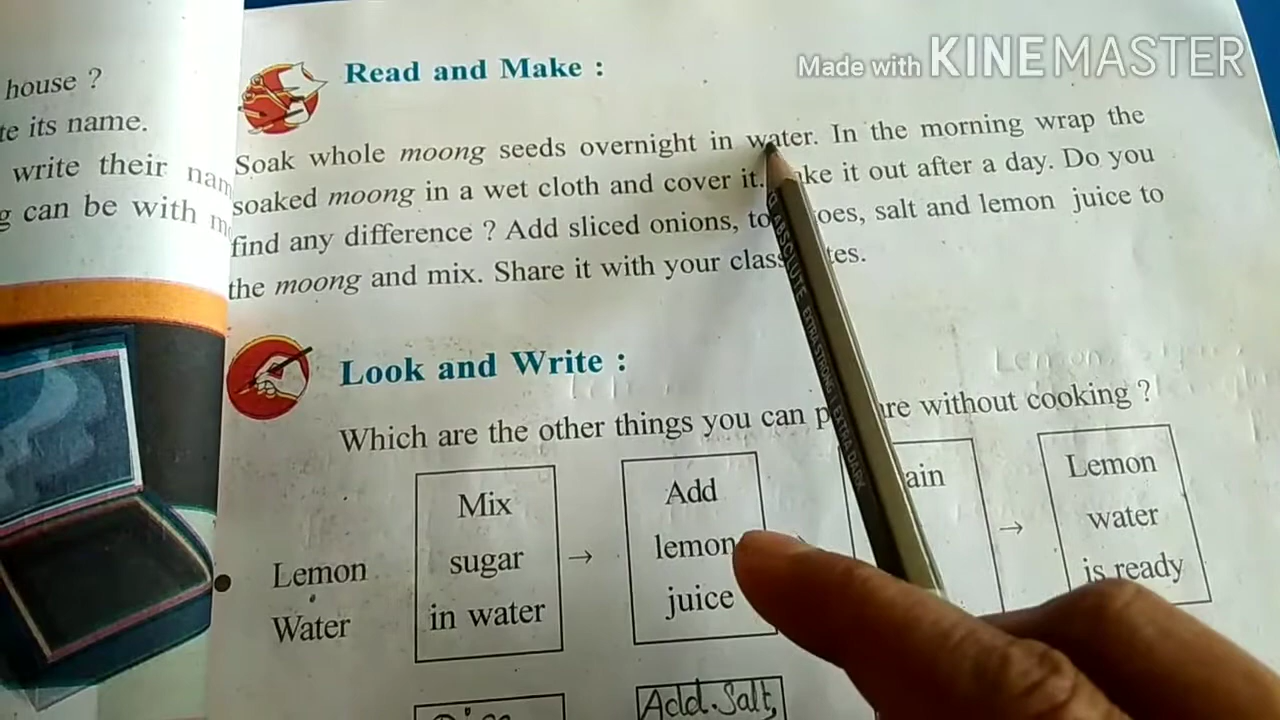 Made with KINEMASTER
house ?
te its name.
write their nam
g can be with m
Read and Make :
Soak whole moong seeds overnight in water. In the morning wrap the
soaked moong in a wet cloth and cover it. ake it out after a day. Do you
find any difference ? Add sliced onions, to oes, salt and lemon juice to
the moong and mix. Share it with your class tes.
Look and Write :
Which are the other things you can p re without cooking ?
Lemon
Water
Mix
sugar
in water
→
Add
lemon
juice
ain
→
Lemon
water
is ready
Add. Salt,
ABSOLUTE EXTRA STRONG EXTRA DARK